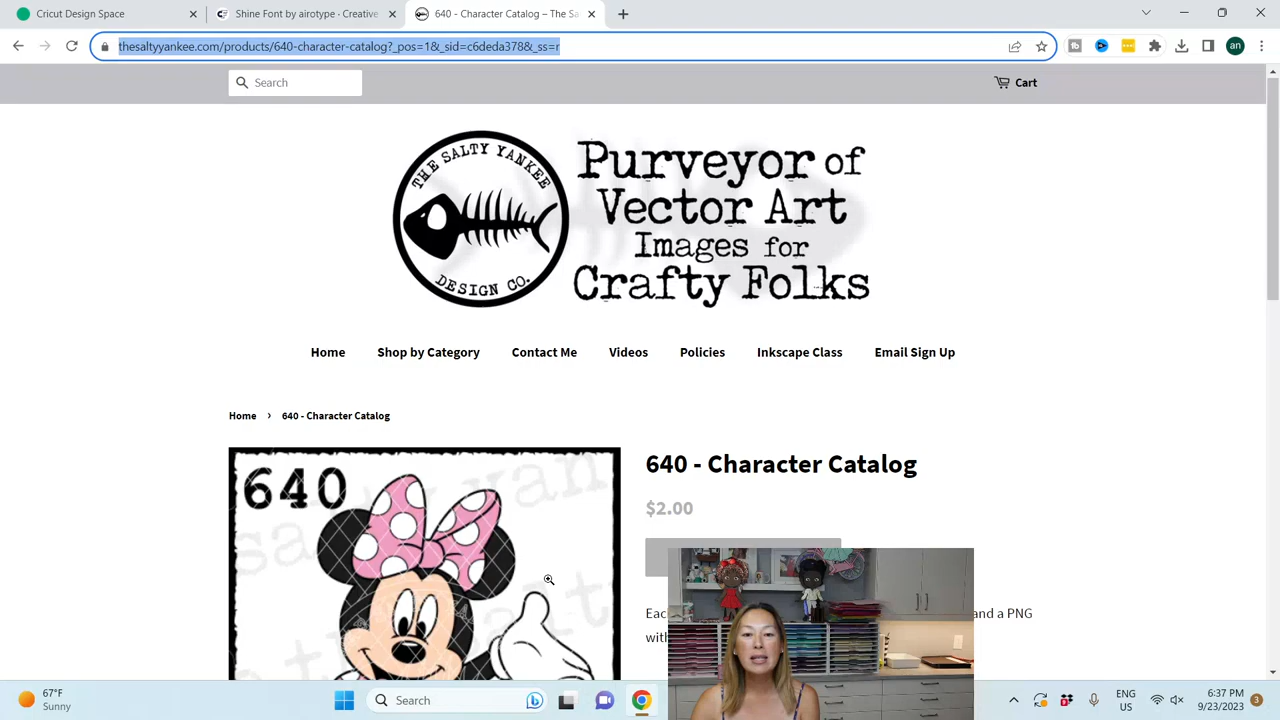 Cricut Design Space
Shine Font by airotype - Creative
640 - Character Catalog – The Sa
thesaltyyankee.com/products/640-character-catalog?_pos=1&_sid=c6deda378&_ss=r
an
Search
Cart
THE SALTY YANKEE
DESIGN CO.
Purveyor of
Vector Art
Images for
Crafty Folks
Home
Shop by Category
Contact Me
Videos
Policies
Inkscape Class
Email Sign Up
Home › 640 - Character Catalog
640
640 - Character Catalog
$2.00
and a PNG
67°F
Sunny
Search
ENG
US
6:37 PM
9/23/2023
3